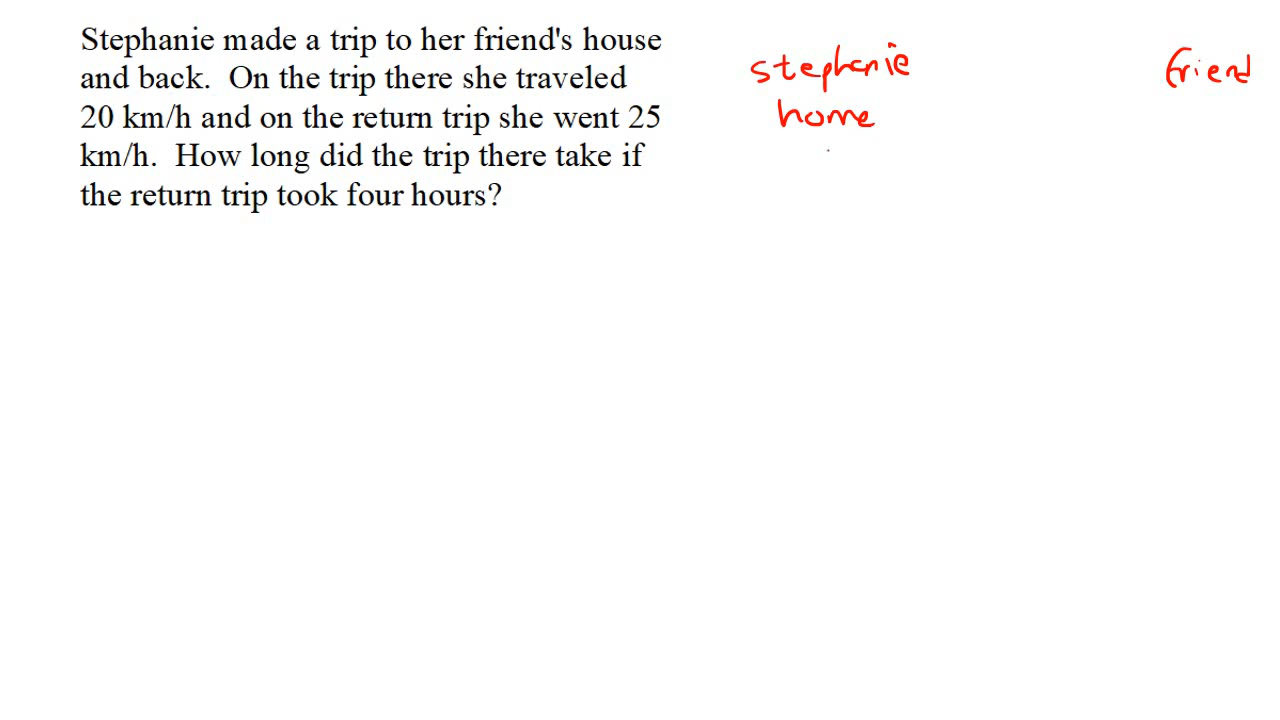 Stephanie made a trip to her friend's house
and back.  On the trip there she traveled
20 km/h and on the return trip she went 25
km/h.  How long did the trip there take if
the return trip took four hours?
stephanie
home
friend